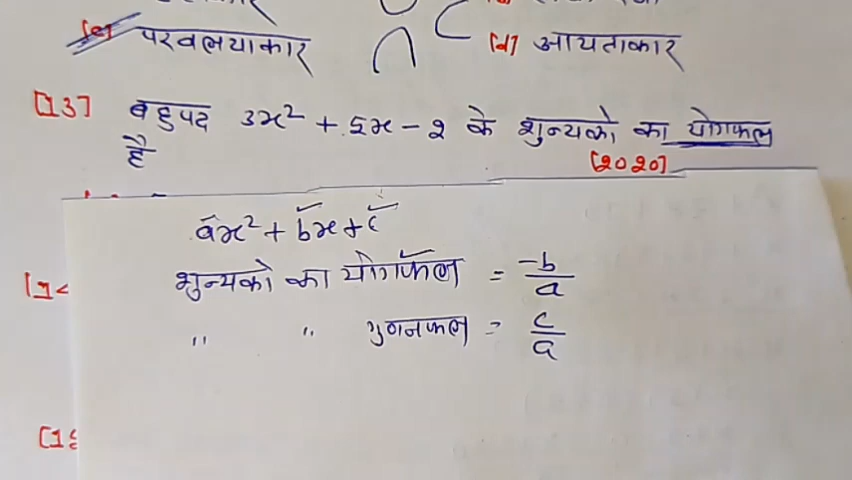 [c] परवलयाकार
[d] आयताकार
[13] बहुपद 3x² + 5x - 2 के शुन्यको का योगफल
है [2020]
ax² + bx + c
शुन्यको का योगफल = -b/a
" " गुणनफल = c/a